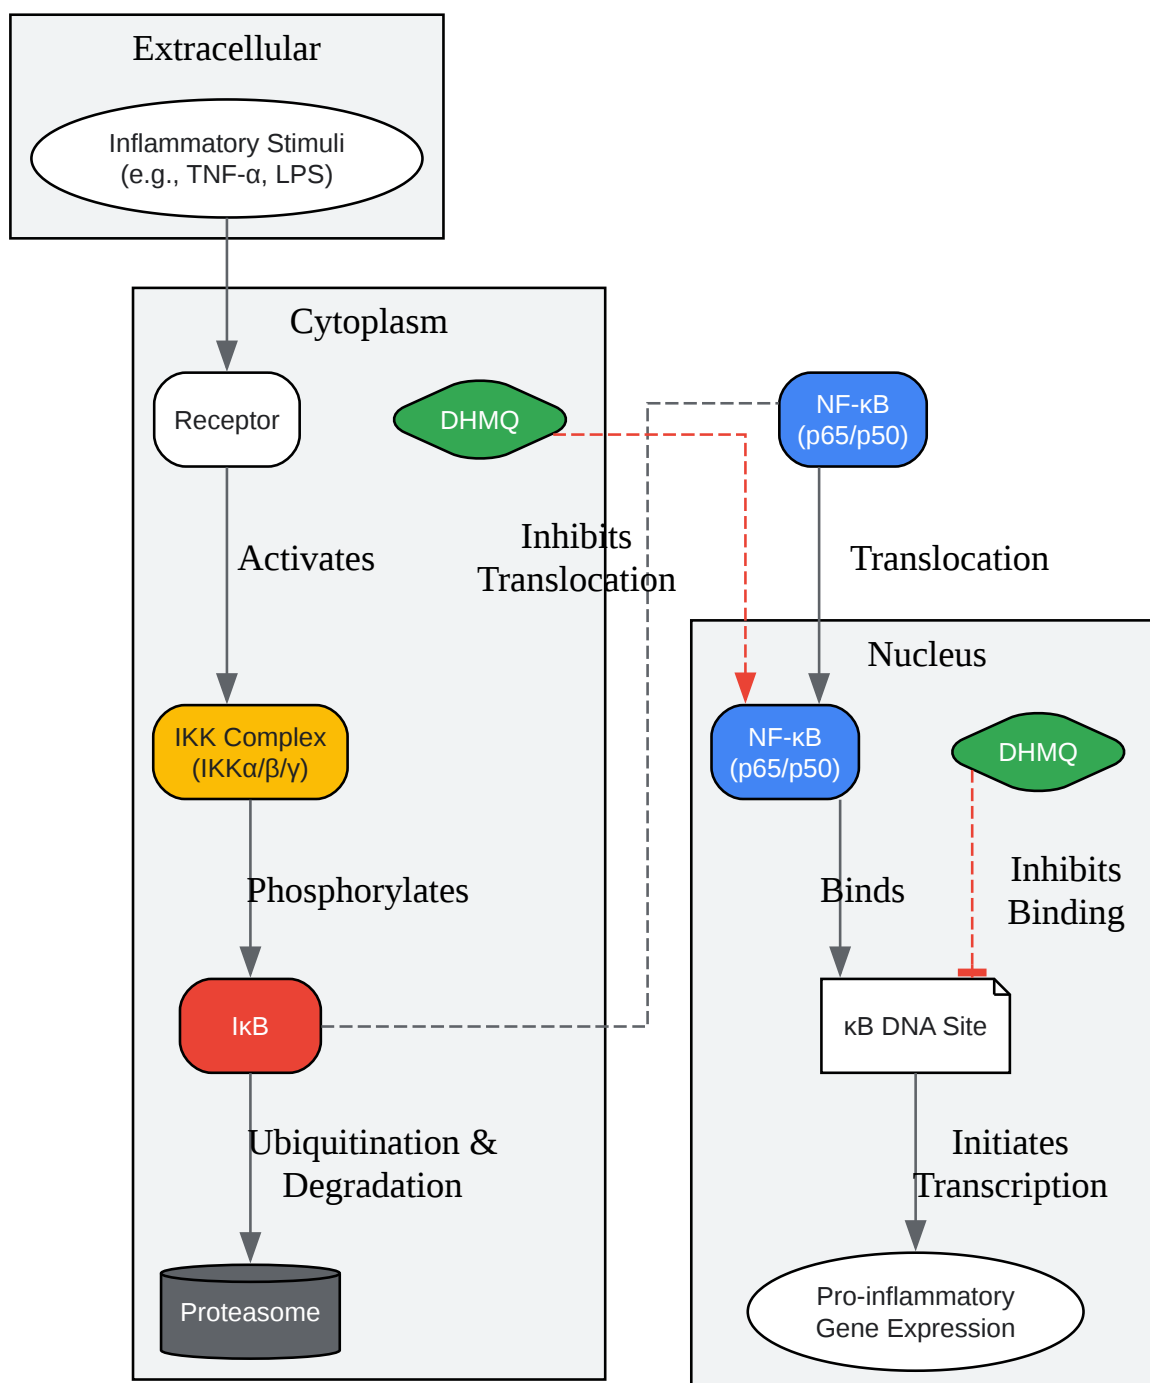 Extracellular
Inflammatory Stimuli
(e.g., TNF-α, LPS)
Cytoplasm
Receptor
DHMQ
NF-κB
(p65/p50)
Activates
Inhibits
Translocation
Translocation
Nucleus
IKK Complex
(IKKα/β/γ)
NF-κB
(p65/p50)
DHMQ
Phosphorylates
Binds
Inhibits
Binding
IκB
κB DNA Site
Ubiquitination &
Degradation
Initiates
Transcription
Proteasome
Pro-inflammatory
Gene Expression